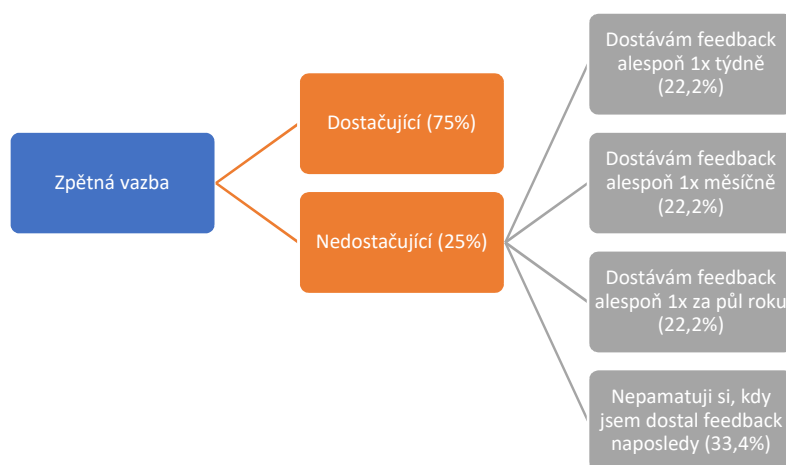 Zpětná vazba
Dostačující (75%)
Nedostačující (25%)
Dostávám feedback
alespoň 1x týdně
(22,2%)
Dostávám feedback
alespoň 1x měsíčně
(22,2%)
Dostávám feedback
alespoň 1x za půl roku
(22,2%)
Nepamatuji si, kdy
jsem dostal feedback
naposledy (33,4%)